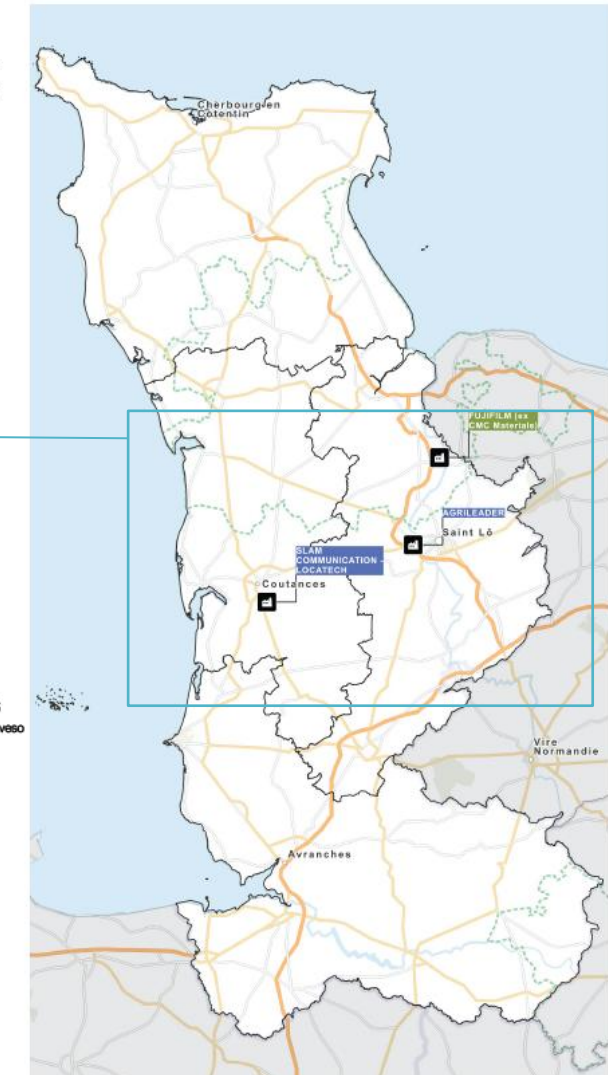 Cherbourg en
Cotentin
FUJIFILM (ex
CMC Materials)
AGRILEADER
Saint Lô
SLAM
COMMUNICATION -
LOCATECH
Coutances
Vire
Normandie
Avranches